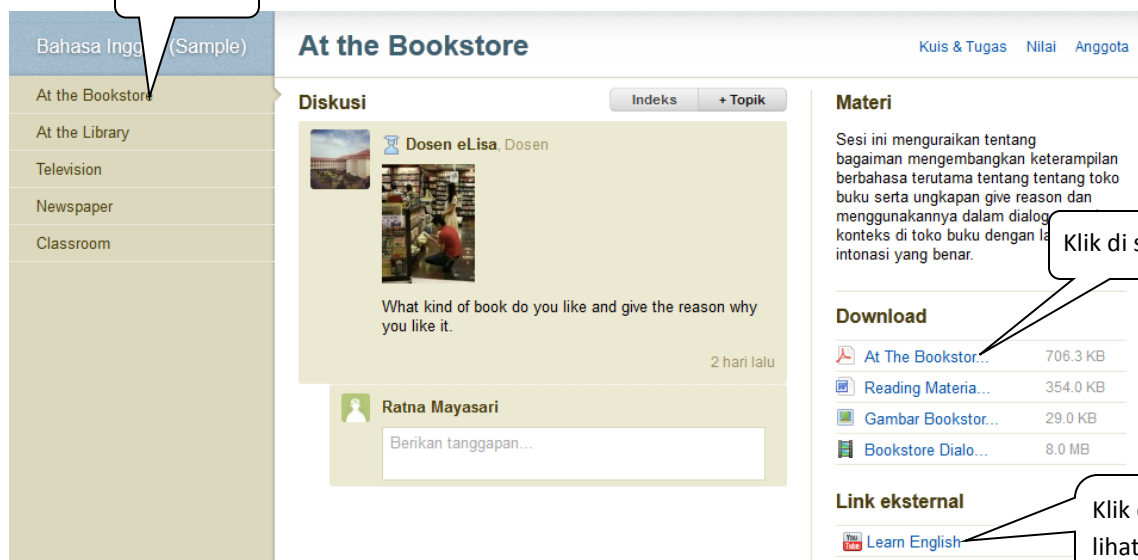 Bahasa (Sample)
At the Bookstore
At the Library
Television
Newspaper
Classroom
At the Bookstore
Kuis & Tugas Nilai Anggota
Diskusi
Indeks + Topik
Dosen eLisa, Dosen
What kind of book do you like and give the reason why
you like it.
2 hari lalu
Ratna Mayasari
Berikan tanggapan...
Materi
Sesi ini menguraikan tentang
bagaiman mengembangkan keterampilan
berbahasa terutama tentang tentang toko
buku serta ungkapan give reason dan
menggunakannya dalam dialog
konteks di toko buku dengan
intonasi yang benar.
Klik di
Download
At The Bookstor... 706.3 KB
Reading Materia... 354.0 KB
Gambar Bookstor... 29.0 KB
Bookstore Dialo... 8.0 MB
Link eksternal
You Tube Learn English
Klik
lihat